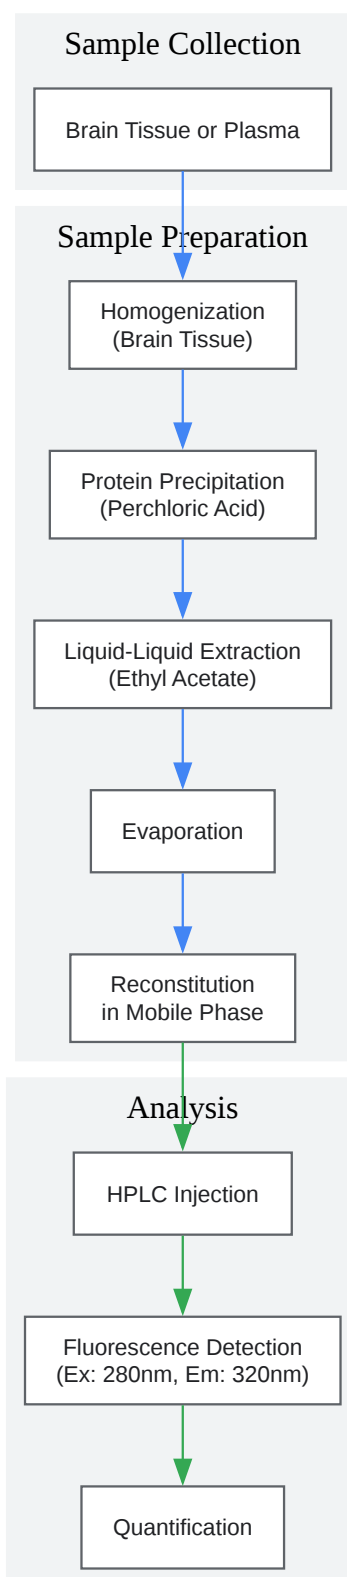 Sample Collection
Brain Tissue or Plasma
Sample Preparation
Homogenization
(Brain Tissue)
Protein Precipitation
(Perchloric Acid)
Liquid-Liquid Extraction
(Ethyl Acetate)
Evaporation
Reconstitution
in Mobile Phase
Analysis
HPLC Injection
Fluorescence Detection
(Ex: 280nm, Em: 320nm)
Quantification